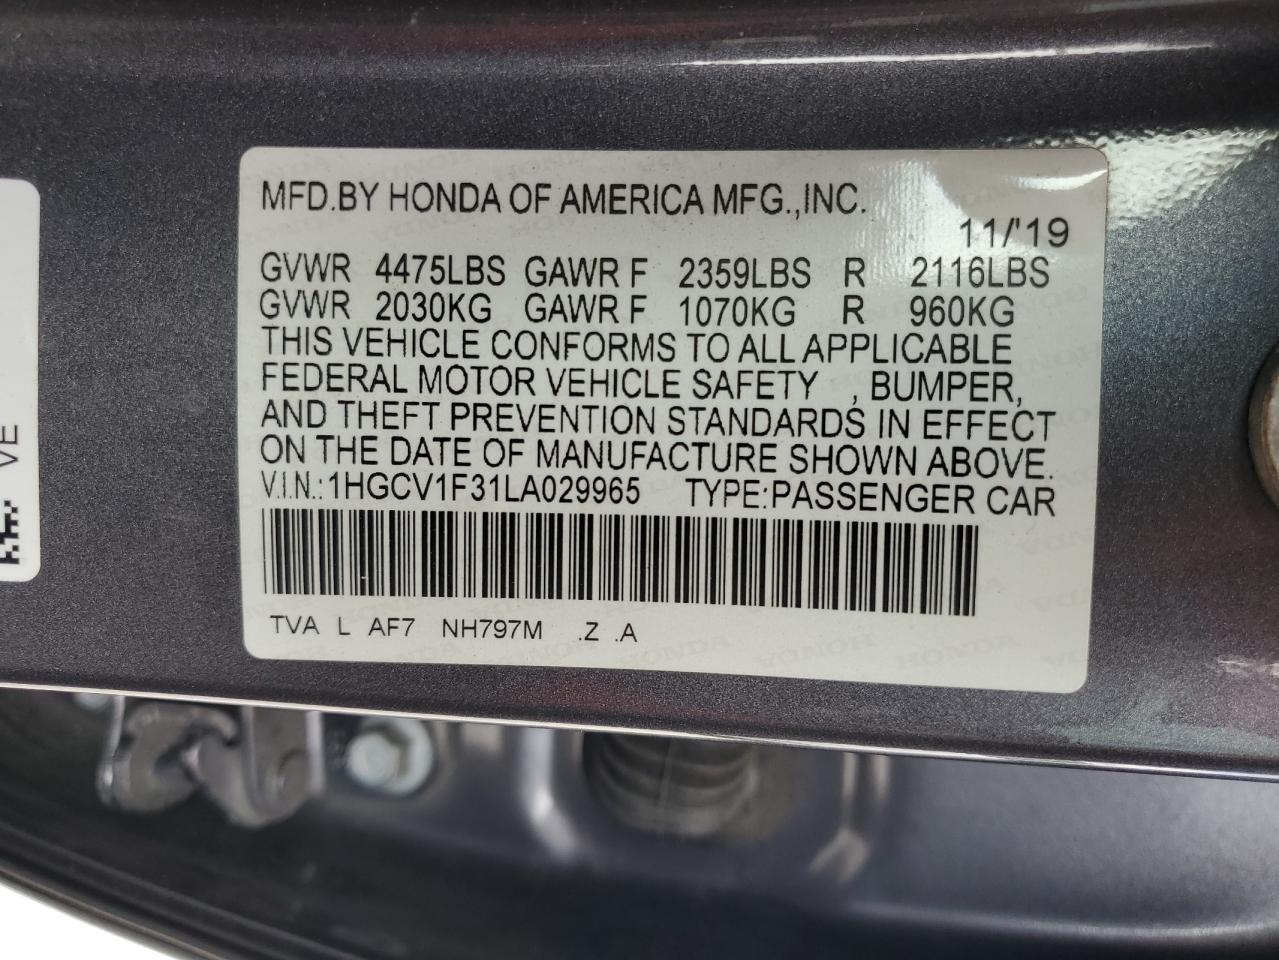 MFD.BY HONDA OF AMERICA MFG.,INC.
11/'19
GVWR 4475LBS GAWR F 2359LBS R 2116LBS
GVWR 2030KG GAWR F 1070KG R 960KG
THIS VEHICLE CONFORMS TO ALL APPLICABLE
FEDERAL MOTOR VEHICLE SAFETY , BUMPER,
AND THEFT PREVENTION STANDARDS IN EFFECT
ON THE DATE OF MANUFACTURE SHOWN ABOVE.
V.I.N.:1HGCV1F31LA029965 TYPE:PASSENGER CAR
TVA L AF7 NH797M .Z .A
VE